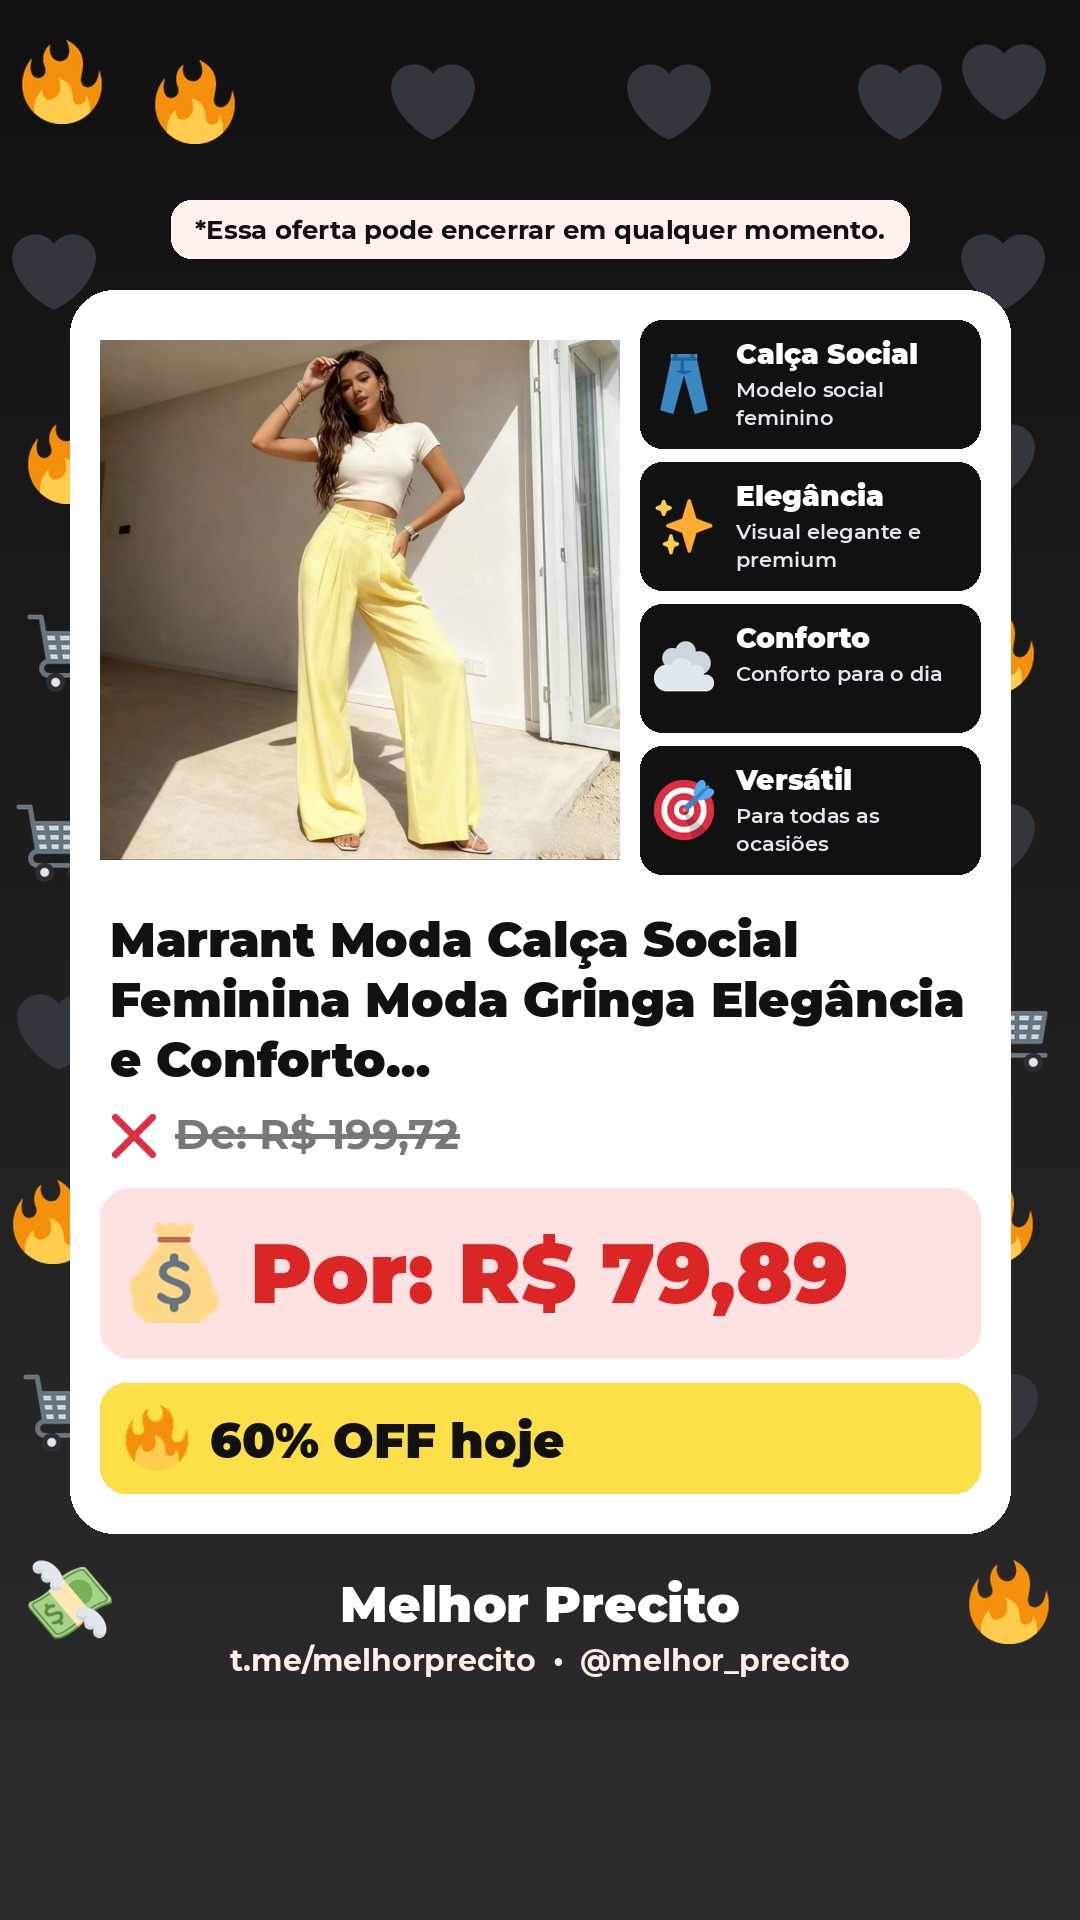 *Essa oferta pode encerrar em qualquer momento.
Calça Social
Modelo social
feminino
Elegância
Visual elegante e
premium
Conforto
Conforto para o dia
Versátil
Para todas as
ocasiões
Marrant Moda Calça Social
Feminina Moda Gringa Elegância
e Conforto...
De: R$ 199,72
Por: R$ 79,89
60% OFF hoje
Melhor Precito
t.me/melhorprecito • @melhor_precito